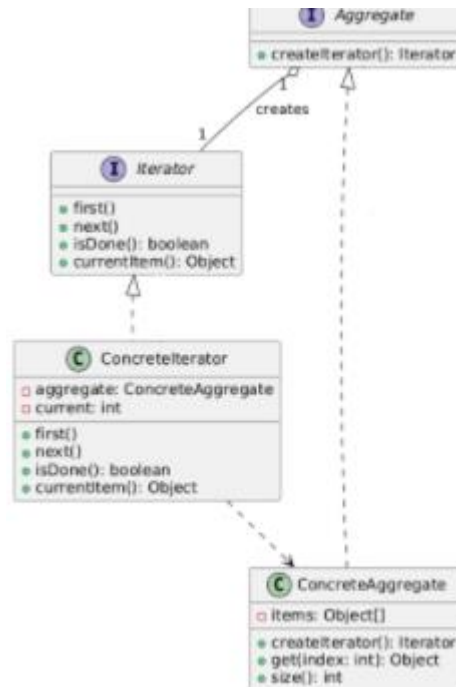 I Aggregate
createIterator(): Iterator
1
creates
1
I Iterator
first()
next()
isDone(): boolean
currentItem(): Object
C ConcreteIterator
aggregate: ConcreteAggregate
current: int
first()
next()
isDone(): boolean
currentItem(): Object
C ConcreteAggregate
items: Object[]
createIterator(): Iterator
get(index: int): Object
size(): int